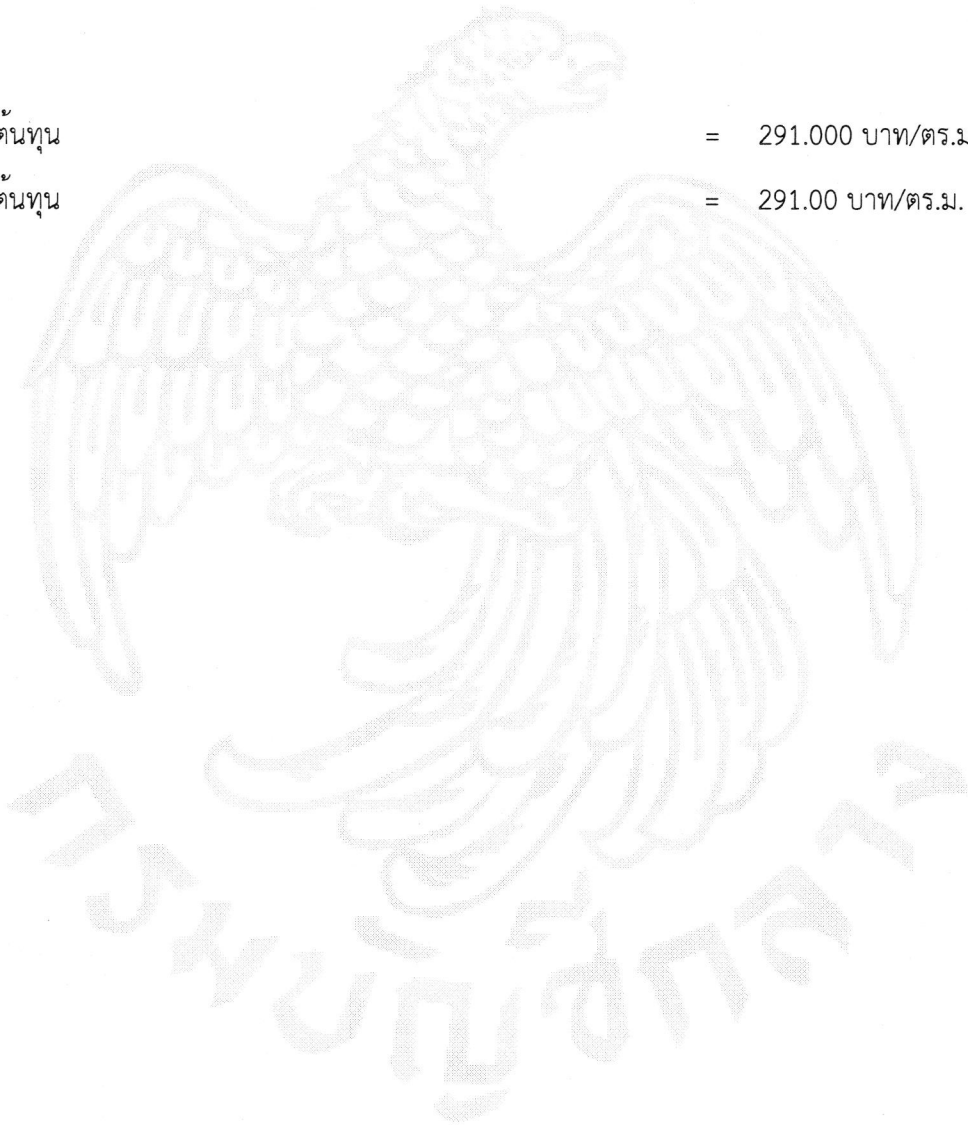 ต้นทุน = 291.000 บาท/ตร.ม
ต้นทุน = 291.00 บาท/ตร.ม.
กรมบัญชีกลาง